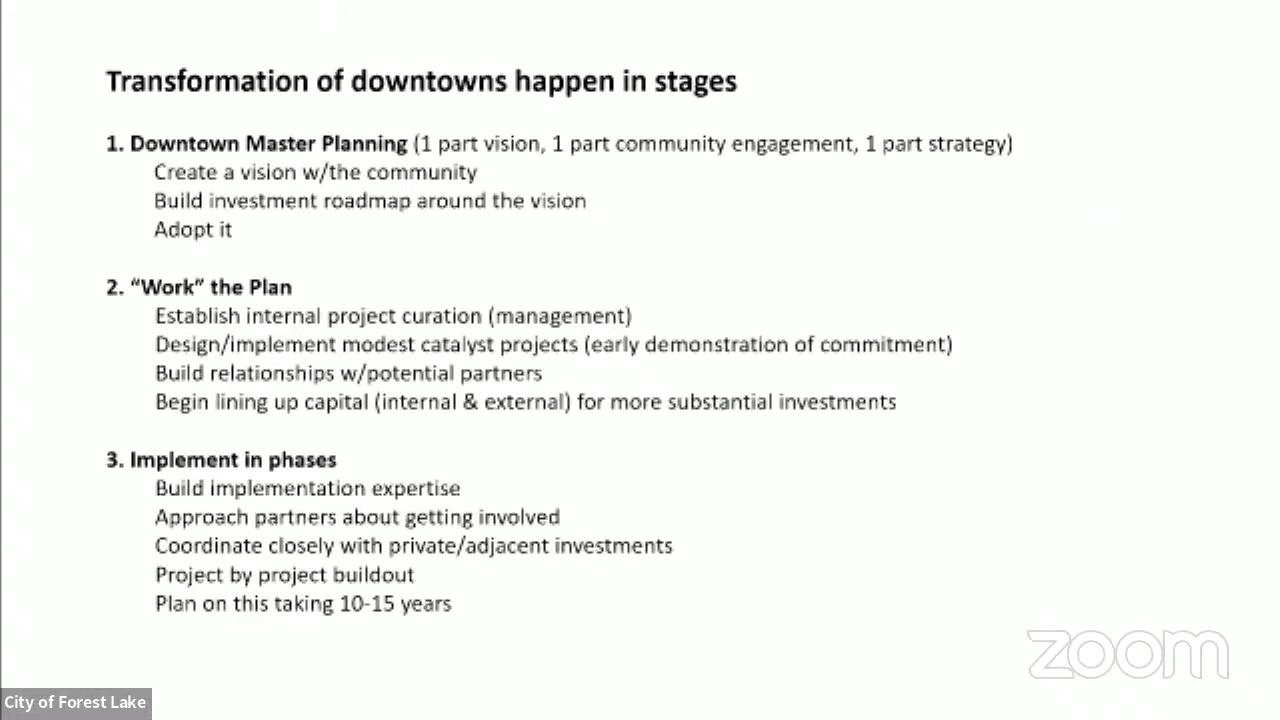 Transformation of downtowns happen in stages
1. Downtown Master Planning (1 part vision, 1 part community engagement, 1 part strategy)
Create a vision w/the community
Build investment roadmap around the vision
Adopt it
2. “Work” the Plan
Establish internal project curation (management)
Design/implement modest catalyst projects (early demonstration of commitment)
Build relationships w/potential partners
Begin lining up capital (internal & external) for more substantial investments
3. Implement in phases
Build implementation expertise
Approach partners about getting involved
Coordinate closely with private/adjacent investments
Project by project buildout
Plan on this taking 10-15 years
zoom
City of Forest Lake